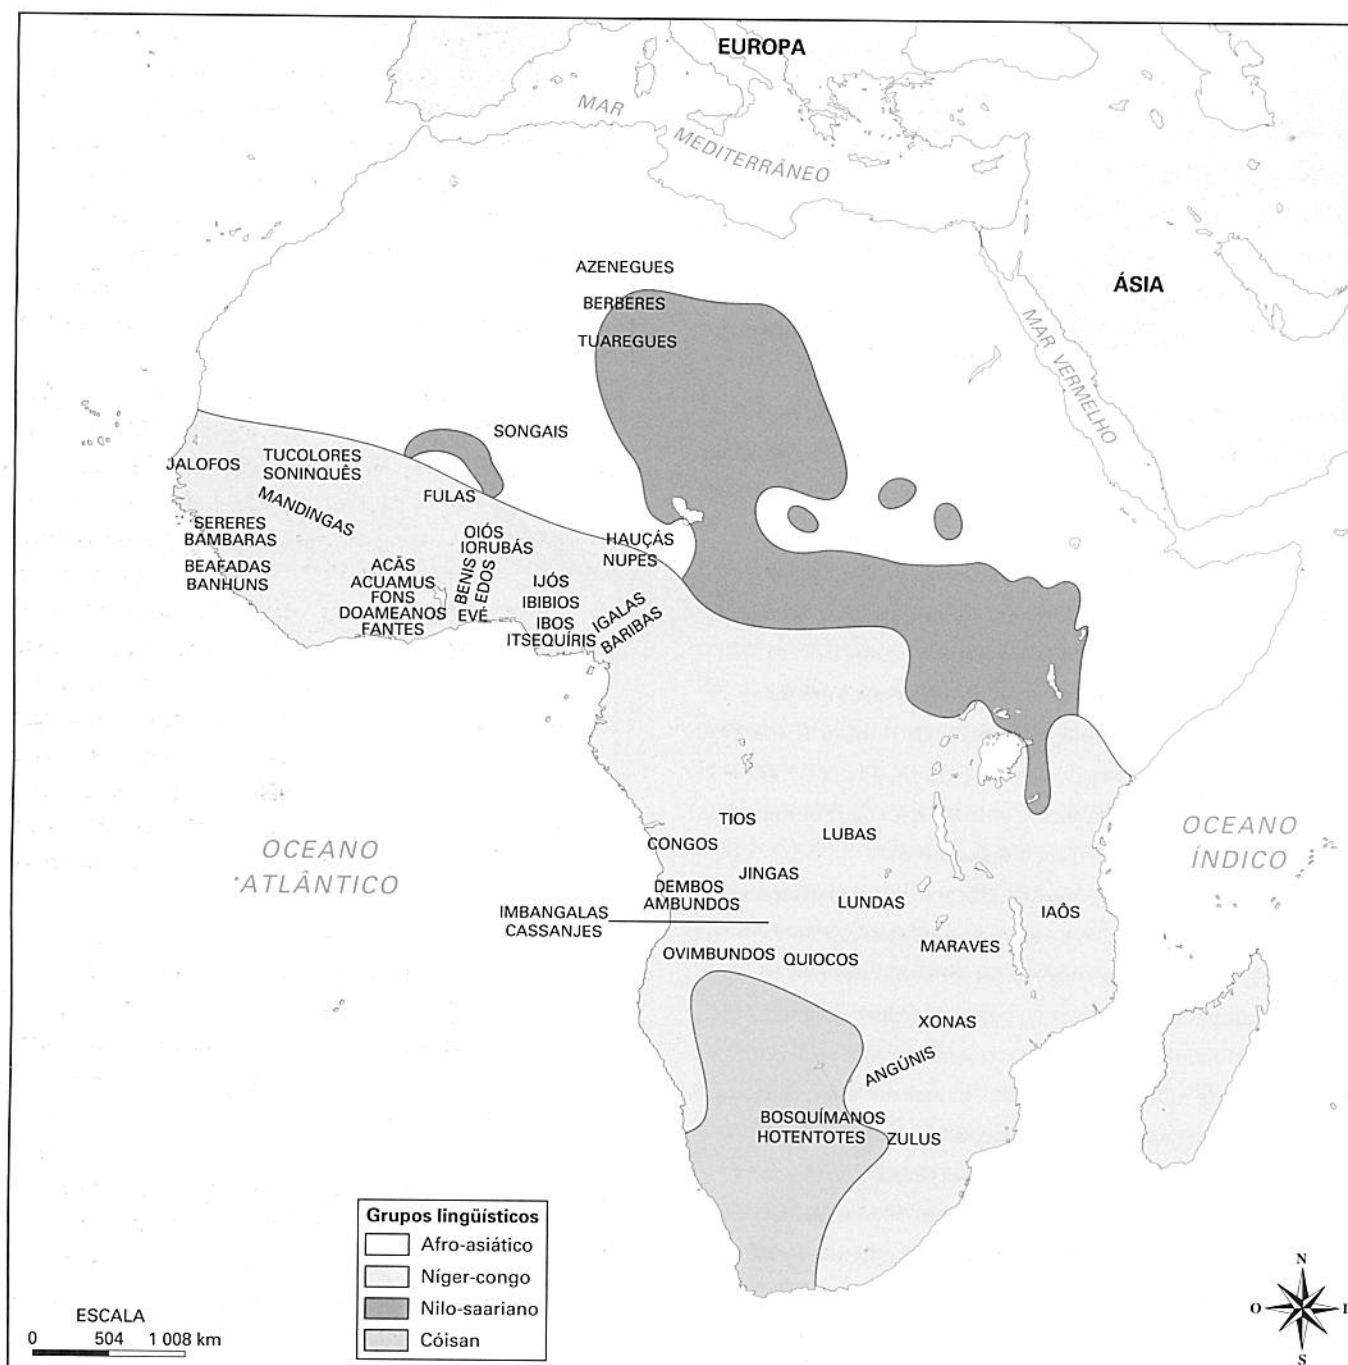 EUROPA
MAR
MEDITERRÂNEO
ÁSIA
MAR VERMELHO
AZENEGUES
BERBERES
TUAREGUES
SONGAIS
JALOFOS
TUCOLORES
SONINQUÊS
MANDINGAS
FULAS
SERERES
BAMBARAS
BEAFADAS
BANHUNS
OIÓS
IORUBÁS
BENIS
EDOS
EVÉ
ACÃS
ACUAMUS
FONS
DOAMEANOS
FANTES
HAUÇÁS
NUPES
IJÓS
IBIBIOS
IBOS
ITSEQUÍRIS
IGALAS
BARIBAS
OCEANO
ATLÂNTICO
OCEANO
ÍNDICO
TIOS
CONGOS
LUBAS
JINGAS
DEMBOS
AMBUNDOS
LUNDAS
IMBANGALAS
CASSANJES
IAÔS
MARAVES
OVIMBUNDOS
QUIOCOS
XONAS
ANGÚNIS
BOSQUÍMANOS
HOTENTOTES
ZULUS
Grupos lingüísticos
Afro-asiático
Níger-congo
Nilo-saariano
Cóisan
ESCALA
0 504 1 008 km
N
O L
S